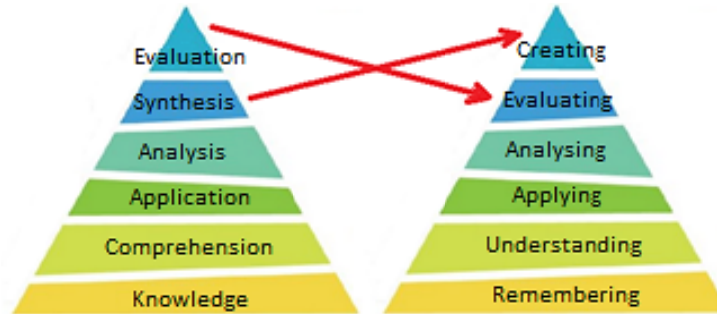 Evaluation
Synthesis
Analysis
Application
Comprehension
Knowledge
Creating
Evaluating
Analysing
Applying
Understanding
Remembering